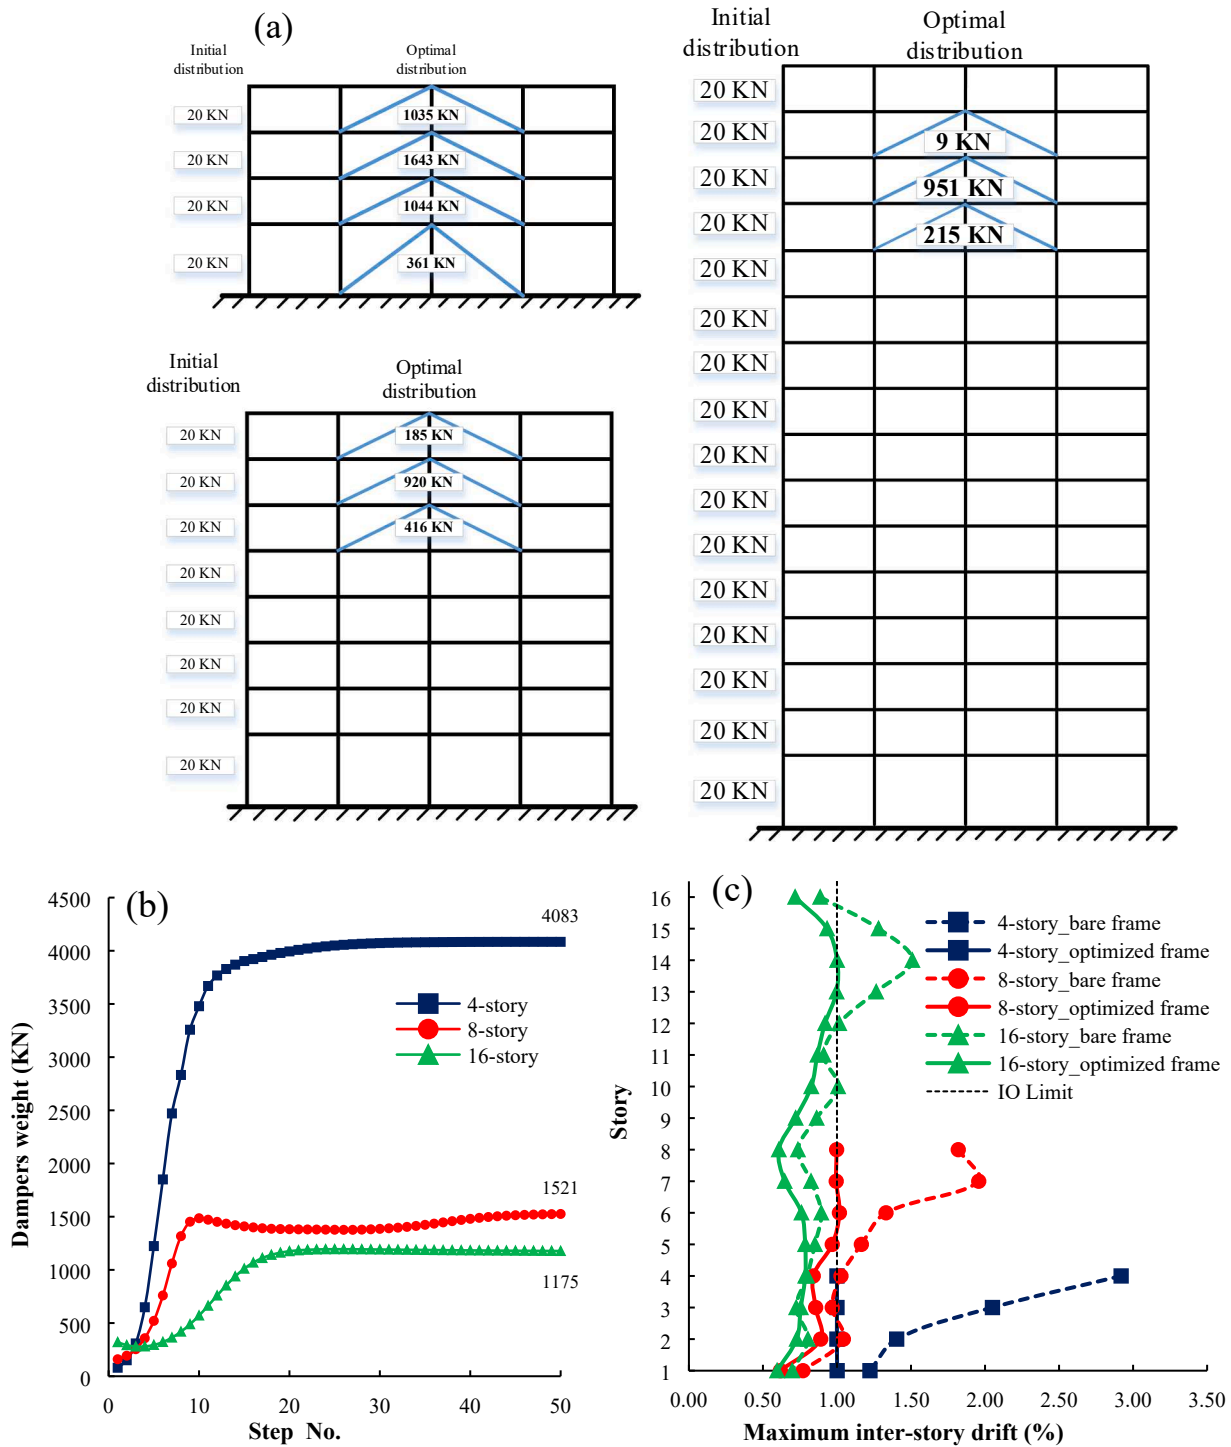 (a)
Initial
distribution
Optimal
distribution
20 KN
1035 KN
20 KN
1643 KN
20 KN
1044 KN
20 KN
361 KN
Initial
distribution
Optimal
distribution
20 KN
185 KN
20 KN
920 KN
20 KN
416 KN
20 KN
20 KN
20 KN
20 KN
20 KN
Initial
distribution
Optimal
distribution
20 KN
20 KN
9 KN
20 KN
951 KN
20 KN
215 KN
20 KN
20 KN
20 KN
20 KN
20 KN
20 KN
20 KN
20 KN
20 KN
20 KN
20 KN
20 KN
(b)
Dampers weight (KN)
4500
4000
3500
3000
2500
2000
1500
1000
500
0
4083
1521
1175
4-story
8-story
16-story
0 10 20 30 40 50
Step No.
(c)
Story
16
15
14
13
12
11
10
9
8
7
6
5
4
3
2
1
4-story_bare frame
4-story_optimized frame
8-story_bare frame
8-story_optimized frame
16-story_bare frame
16-story_optimized frame
IO Limit
0.00 0.50 1.00 1.50 2.00 2.50 3.00 3.50
Maximum inter-story drift (%)